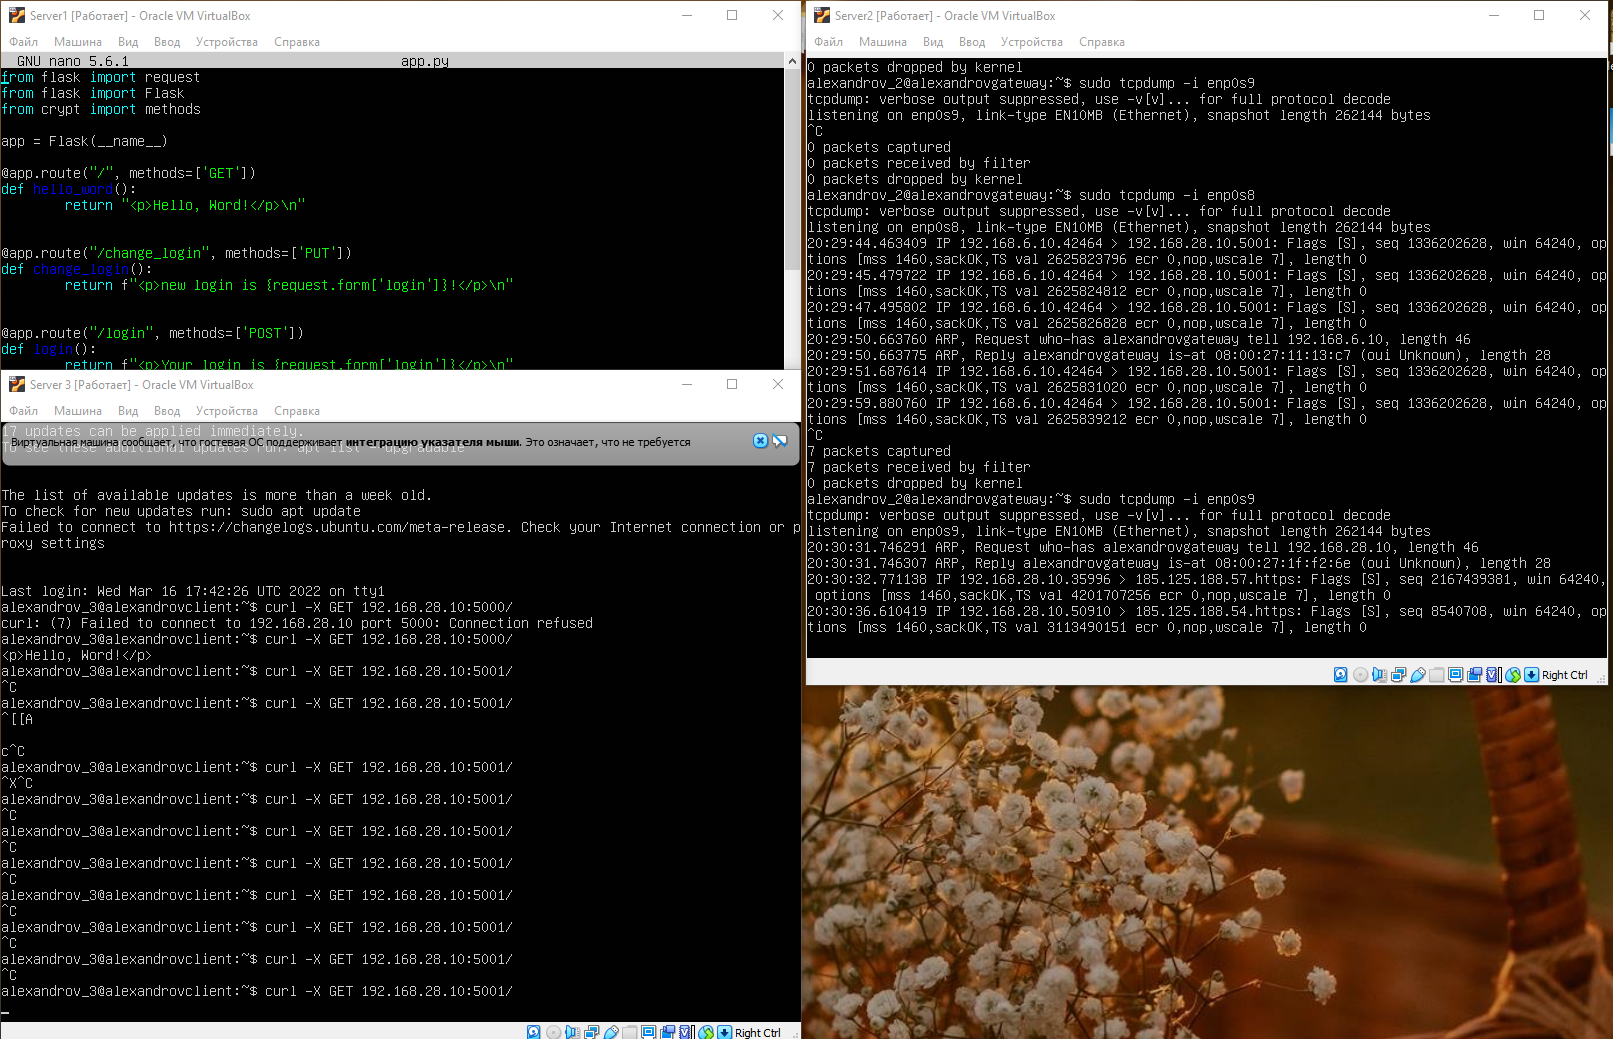 Server1 [Работает] - Oracle VM VirtualBox
Файл Машина Вид Ввод Устройства Справка
GNU nano 5.6.1 app.py
from flask import request
from flask import Flask
from crypt import methods
app = Flask(__name__)
@app.route("/", methods=['GET'])
def hello_word():
return "<p>Hello, Word!</p>\n"
@app.route("/change_login", methods=['PUT'])
def change_login():
return f"<p>new login is {request.form['login']}!</p>\n"
@app.route("/login", methods=['POST'])
def login():
return f"<p>Your login is {request.form['login']}</p>\n"
Server 3 [Работает] - Oracle VM VirtualBox
Файл Машина Вид Ввод Устройства Справка
17 updates can be applied immediately.
Виртуальная машина сообщает, что гостевая ОС поддерживает интеграцию указателя мыши. Это означает, что не требуется
To see these additional updates run: apt list --upgradable
The list of available updates is more than a week old.
To check for new updates run: sudo apt update
Failed to connect to https://changelogs.ubuntu.com/meta-release. Check your Internet connection or p
roxy settings
Last login: Wed Mar 16 17:42:26 UTC 2022 on tty1
alexandrov_3@alexandrovclient:~$ curl -X GET 192.168.28.10:5000/
curl: (7) Failed to connect to 192.168.28.10 port 5000: Connection refused
alexandrov_3@alexandrovclient:~$ curl -X GET 192.168.28.10:5000/
<p>Hello, Word!</p>
alexandrov_3@alexandrovclient:~$ curl -X GET 192.168.28.10:5001/
^C
alexandrov_3@alexandrovclient:~$ curl -X GET 192.168.28.10:5001/
^[[A
c^C
alexandrov_3@alexandrovclient:~$ curl -X GET 192.168.28.10:5001/
^X^C
alexandrov_3@alexandrovclient:~$ curl -X GET 192.168.28.10:5001/
^C
alexandrov_3@alexandrovclient:~$ curl -X GET 192.168.28.10:5001/
^C
alexandrov_3@alexandrovclient:~$ curl -X GET 192.168.28.10:5001/
^C
alexandrov_3@alexandrovclient:~$ curl -X GET 192.168.28.10:5001/
^C
alexandrov_3@alexandrovclient:~$ curl -X GET 192.168.28.10:5001/
^C
alexandrov_3@alexandrovclient:~$ curl -X GET 192.168.28.10:5001/
^C
alexandrov_3@alexandrovclient:~$ curl -X GET 192.168.28.10:5001/
Right Ctrl
Server2 [Работает] - Oracle VM VirtualBox
Файл Машина Вид Ввод Устройства Справка
0 packets dropped by kernel
alexandrov_2@alexandrovgateway:~$ sudo tcpdump -i enp0s9
tcpdump: verbose output suppressed, use -v[v]... for full protocol decode
listening on enp0s9, link-type EN10MB (Ethernet), snapshot length 262144 bytes
^C
0 packets captured
0 packets received by filter
0 packets dropped by kernel
alexandrov_2@alexandrovgateway:~$ sudo tcpdump -i enp0s8
tcpdump: verbose output suppressed, use -v[v]... for full protocol decode
listening on enp0s8, link-type EN10MB (Ethernet), snapshot length 262144 bytes
20:29:44.463409 IP 192.168.6.10.42464 > 192.168.28.10.5001: Flags [S], seq 1336202628, win 64240, op
tions [mss 1460,sackOK,TS val 2625823796 ecr 0,nop,wscale 7], length 0
20:29:45.479722 IP 192.168.6.10.42464 > 192.168.28.10.5001: Flags [S], seq 1336202628, win 64240, op
tions [mss 1460,sackOK,TS val 2625824812 ecr 0,nop,wscale 7], length 0
20:29:47.495802 IP 192.168.6.10.42464 > 192.168.28.10.5001: Flags [S], seq 1336202628, win 64240, op
tions [mss 1460,sackOK,TS val 2625826828 ecr 0,nop,wscale 7], length 0
20:29:50.663760 ARP, Request who-has alexandrovgateway tell 192.168.6.10, length 46
20:29:50.663775 ARP, Reply alexandrovgateway is-at 08:00:27:11:13:c7 (oui Unknown), length 28
20:29:51.687614 IP 192.168.6.10.42464 > 192.168.28.10.5001: Flags [S], seq 1336202628, win 64240, op
tions [mss 1460,sackOK,TS val 2625831020 ecr 0,nop,wscale 7], length 0
20:29:59.880760 IP 192.168.6.10.42464 > 192.168.28.10.5001: Flags [S], seq 1336202628, win 64240, op
tions [mss 1460,sackOK,TS val 2625839212 ecr 0,nop,wscale 7], length 0
^C
7 packets captured
7 packets received by filter
0 packets dropped by kernel
alexandrov_2@alexandrovgateway:~$ sudo tcpdump -i enp0s9
tcpdump: verbose output suppressed, use -v[v]... for full protocol decode
listening on enp0s9, link-type EN10MB (Ethernet), snapshot length 262144 bytes
20:30:31.746291 ARP, Request who-has alexandrovgateway tell 192.168.28.10, length 46
20:30:31.746307 ARP, Reply alexandrovgateway is-at 08:00:27:1f:f2:6e (oui Unknown), length 28
20:30:32.771138 IP 192.168.28.10.35996 > 185.125.188.57.https: Flags [S], seq 2167439381, win 64240,
options [mss 1460,sackOK,TS val 4201707256 ecr 0,nop,wscale 7], length 0
20:30:36.610419 IP 192.168.28.10.50910 > 185.125.188.54.https: Flags [S], seq 8540708, win 64240, op
tions [mss 1460,sackOK,TS val 3113490151 ecr 0,nop,wscale 7], length 0
Right Ctrl